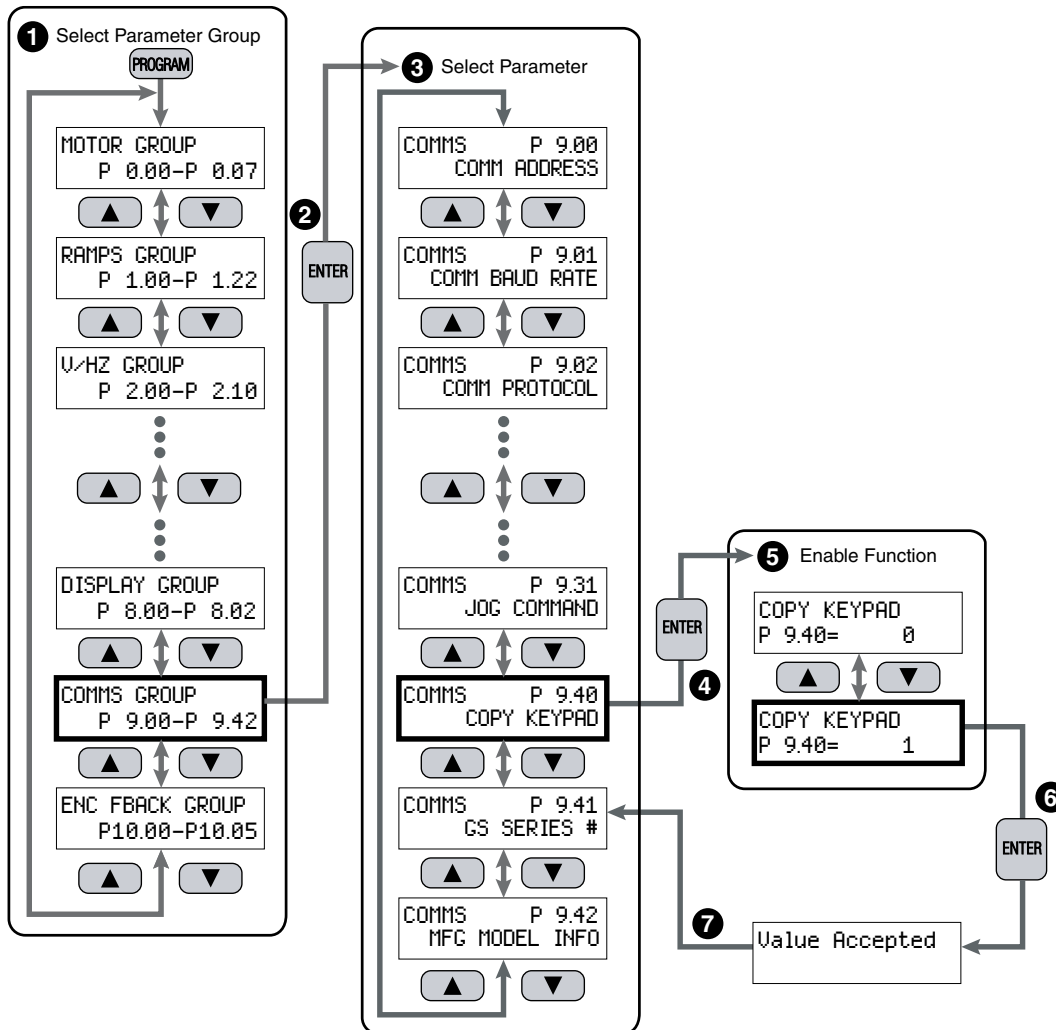 1 Select Parameter Group
PROGRAM
MOTOR GROUP
P 0.00-P 0.07
▲ ▼
RAMPS GROUP
P 1.00-P 1.22
▲ ▼
V/HZ GROUP
P 2.00-P 2.10
▲ ▼
DISPLAY GROUP
P 8.00-P 8.02
▲ ▼
COMMS GROUP
P 9.00-P 9.42
▲ ▼
ENC FBACK GROUP
P10.00-P10.05
▲ ▼
2
ENTER
3 Select Parameter
COMMS P 9.00
COMM ADDRESS
▲ ▼
COMMS P 9.01
COMM BAUD RATE
▲ ▼
COMMS P 9.02
COMM PROTOCOL
▲ ▼
COMMS P 9.31
JOG COMMAND
▲ ▼
COMMS P 9.40
COPY KEYPAD
▲ ▼
COMMS P 9.41
GS SERIES #
▲ ▼
COMMS P 9.42
MFG MODEL INFO
▲ ▼
ENTER
4
5 Enable Function
COPY KEYPAD
P 9.40= 0
▲ ▼
COPY KEYPAD
P 9.40= 1
6
ENTER
7
Value Accepted